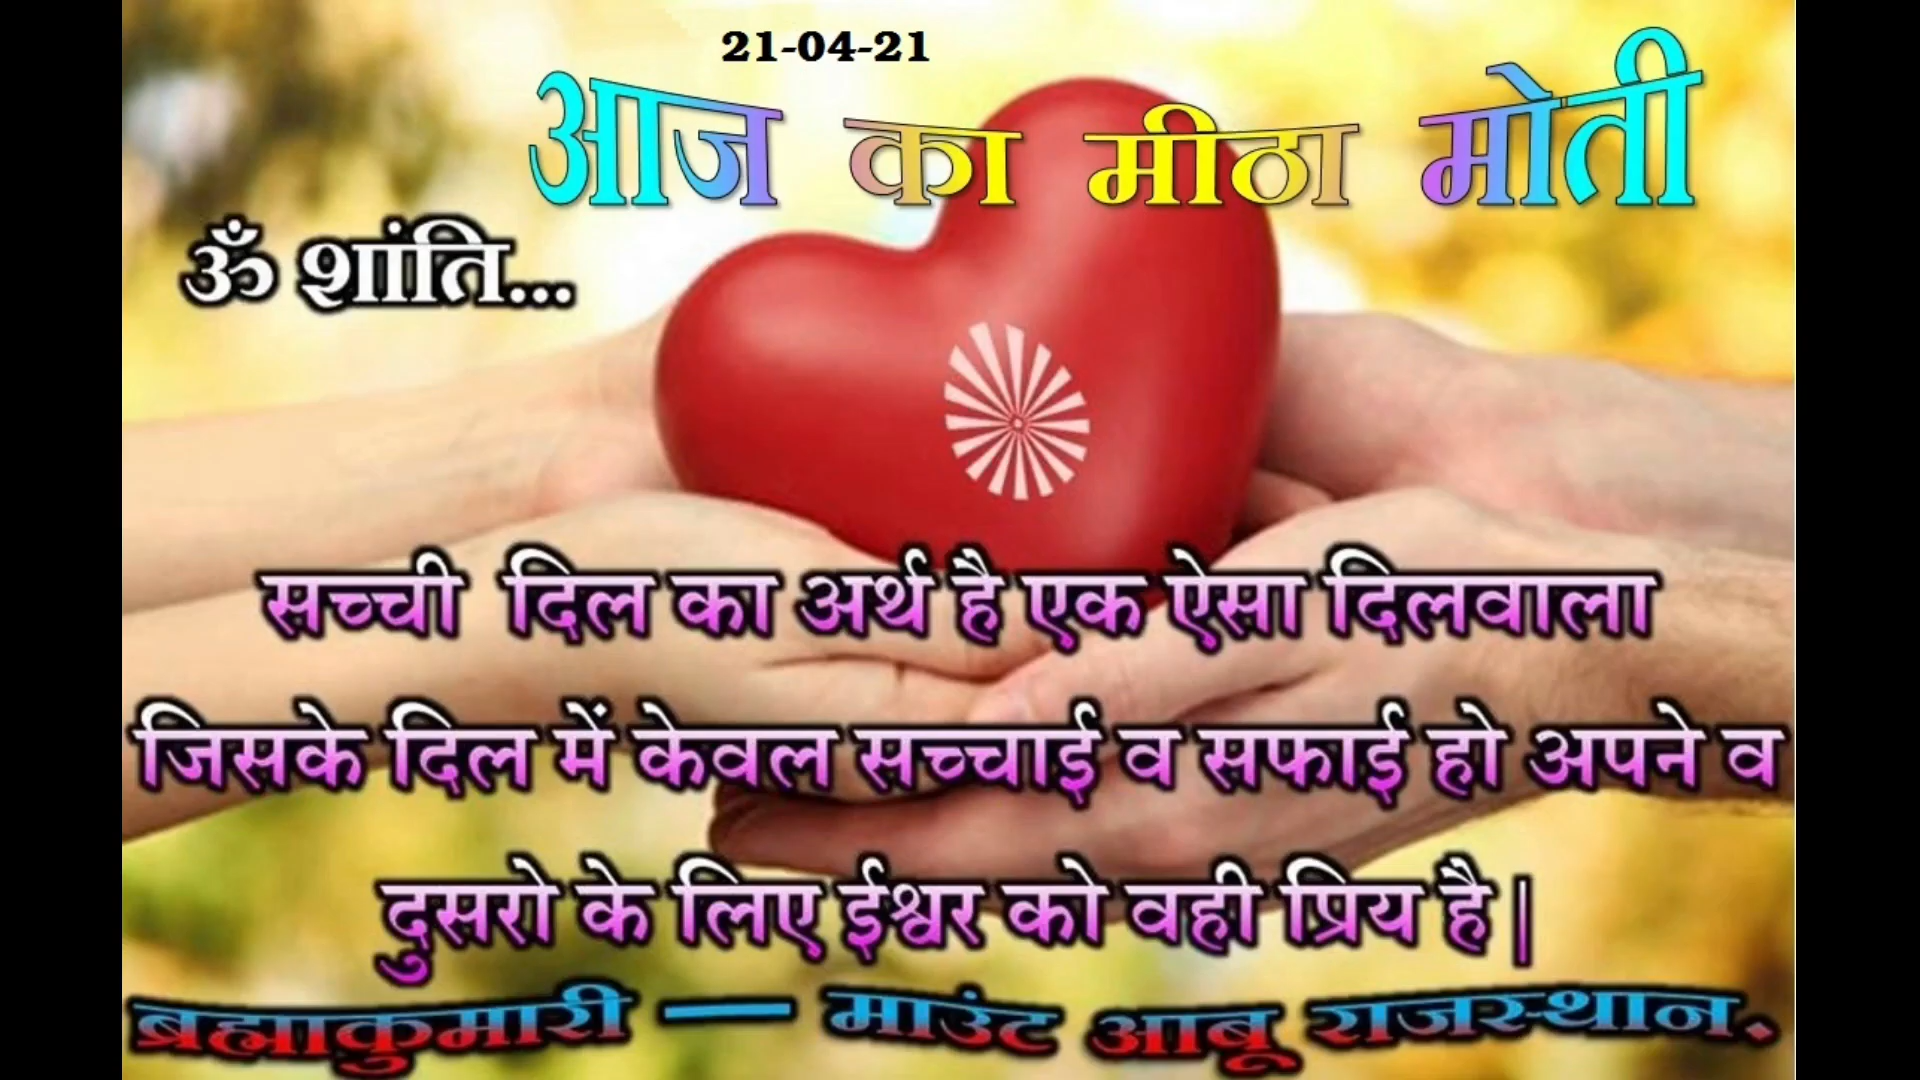 21-04-21
आज का मीठा मोती
ॐ शांति...
सच्ची दिल का अर्थ है एक ऐसा दिलवाला
जिसके दिल में केवल सच्चाई व सफाई हो अपने व
दुसरो के लिए ईश्वर को वही प्रिय है|
ब्रह्माकुमारी — माउंट आबू राजस्थान.